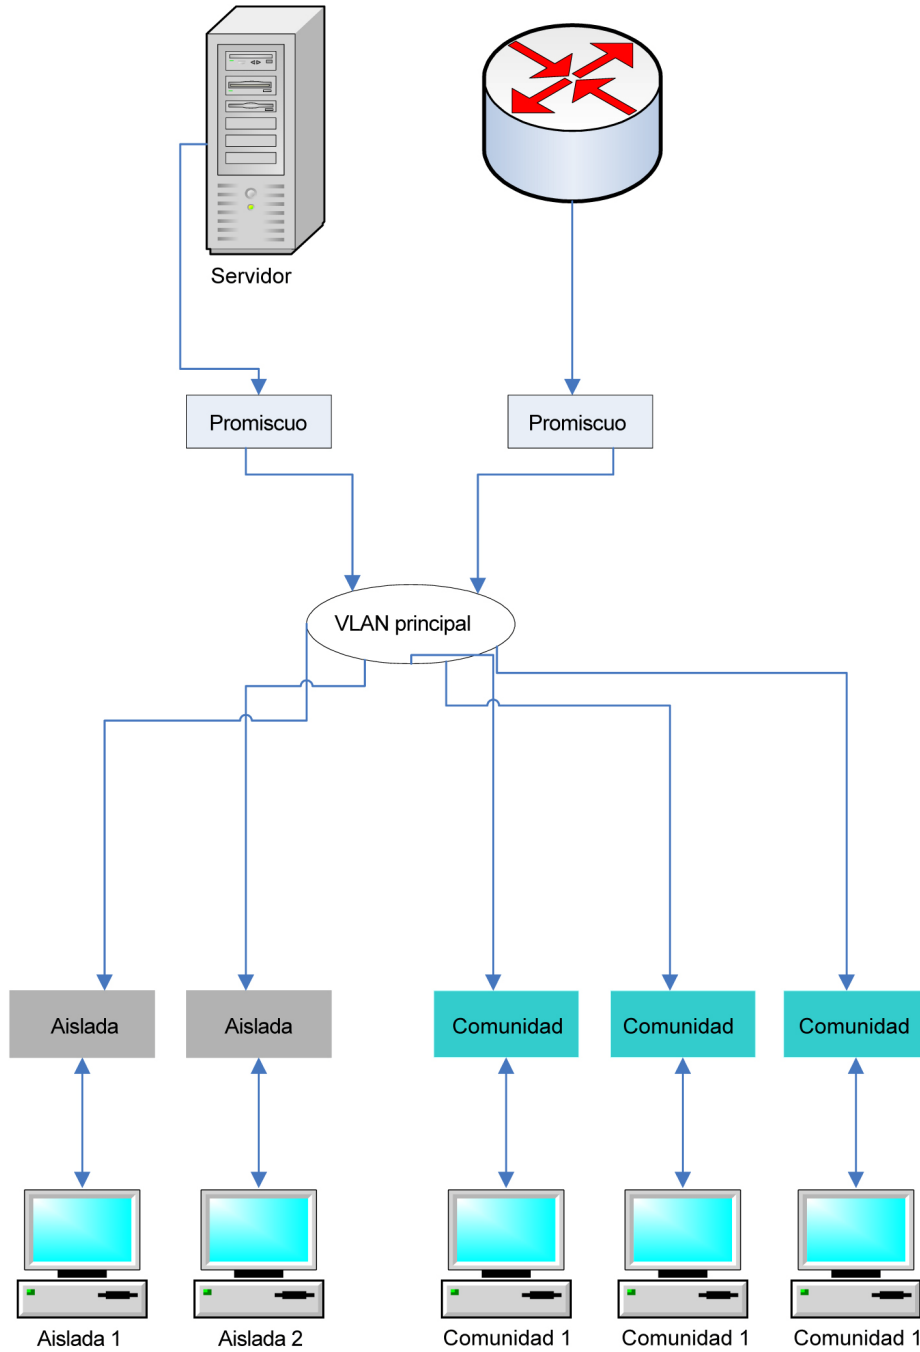 Servidor
Promiscuo
Promiscuo
VLAN principal
Aislada
Aislada
Comunidad
Comunidad
Comunidad
Aislada 1
Aislada 2
Comunidad 1
Comunidad 1
Comunidad 1